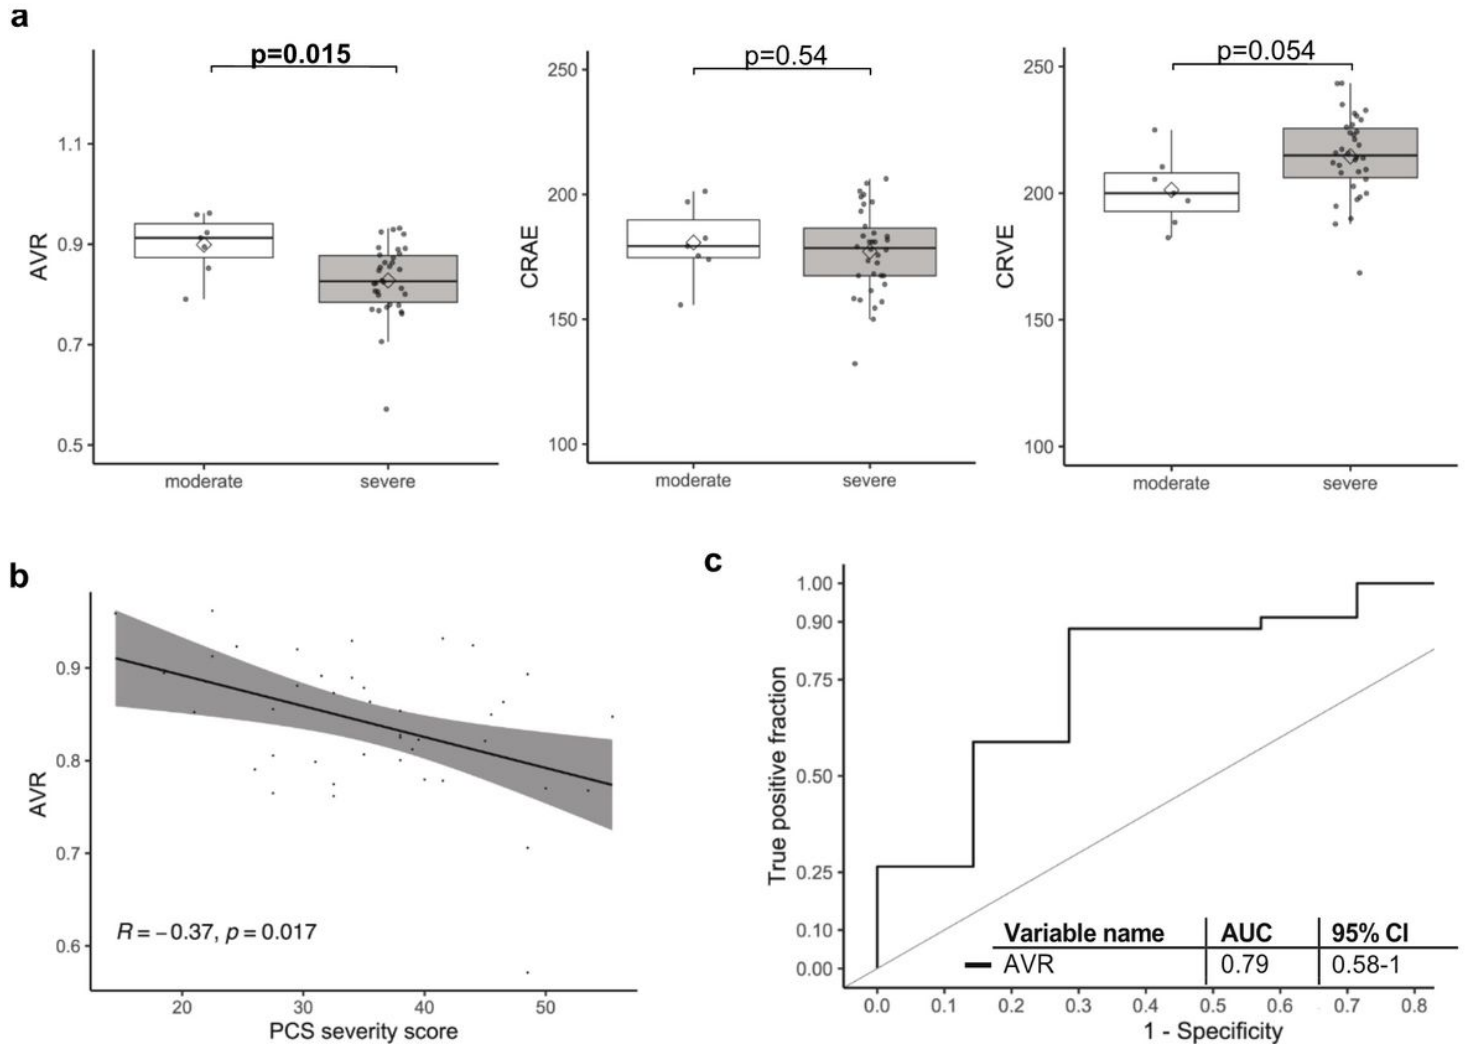 a
p=0.015
p=0.54
p=0.054
AVR
1.1
0.9
0.7
0.5
moderate
severe
CRAE
250
200
150
100
moderate
severe
CRVE
250
200
150
100
moderate
severe
b
AVR
0.9
0.8
0.7
0.6
R = −0.37, p = 0.017
20
30
40
50
PCS severity score
c
True positive fraction
1.00
0.90
0.75
0.50
0.25
0.10
0.00
Variable name AUC 95% CI
AVR 0.79 0.58-1
0.0
0.1
0.2
0.3
0.4
0.5
0.6
0.7
0.8
1 - Specificity